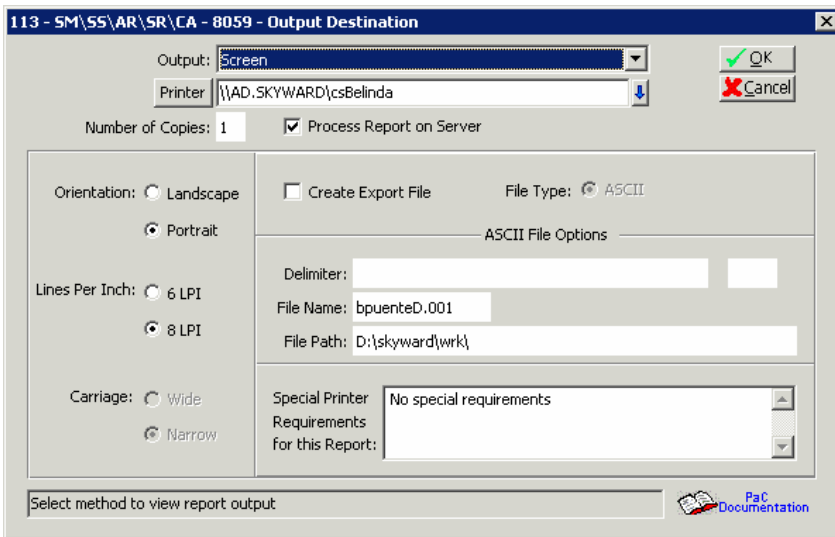 113 - SM\SS\AR\SR\CA - 8059 - Output Destination
Output: Screen
OK
Printer \\AD.SKYWARD\csBelinda
Cancel
Number of Copies: 1
Process Report on Server
Orientation: Landscape
Portrait
Create Export File
File Type: ASCII
ASCII File Options
Lines Per Inch: 6 LPI
8 LPI
Delimiter:
File Name: bpuenteD.001
File Path: D:\skyward\wrk\
Carriage: Wide
Narrow
Special Printer
Requirements
for this Report:
No special requirements
Select method to view report output
PaC
Documentation